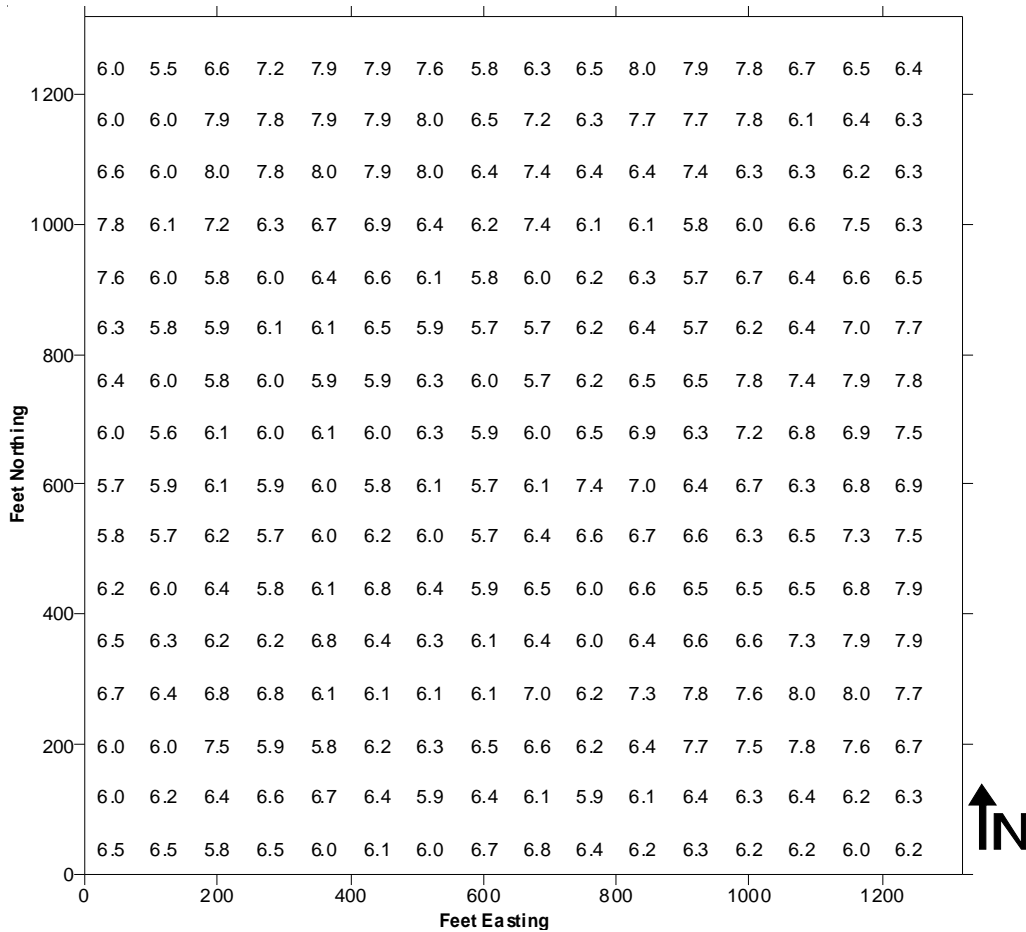 6.0 5.5 6.6 7.2 7.9 7.9 7.6 5.8 6.3 6.5 8.0 7.9 7.8 6.7 6.5 6.4
1200
6.0 6.0 7.9 7.8 7.9 7.9 8.0 6.5 7.2 6.3 7.7 7.7 7.8 6.1 6.4 6.3
6.6 6.0 8.0 7.8 8.0 7.9 8.0 6.4 7.4 6.4 6.4 7.4 6.3 6.3 6.2 6.3
1000 7.8 6.1 7.2 6.3 6.7 6.9 6.4 6.2 7.4 6.1 6.1 5.8 6.0 6.6 7.5 6.3
7.6 6.0 5.8 6.0 6.4 6.6 6.1 5.8 6.0 6.2 6.3 5.7 6.7 6.4 6.6 6.5
6.3 5.8 5.9 6.1 6.1 6.5 5.9 5.7 5.7 6.2 6.4 5.7 6.2 6.4 7.0 7.7
800
6.4 6.0 5.8 6.0 5.9 5.9 6.3 6.0 5.7 6.2 6.5 6.5 7.8 7.4 7.9 7.8
6.0 5.6 6.1 6.0 6.1 6.0 6.3 5.9 6.0 6.5 6.9 6.3 7.2 6.8 6.9 7.5
Feet Northing
600 5.7 5.9 6.1 5.9 6.0 5.8 6.1 5.7 6.1 7.4 7.0 6.4 6.7 6.3 6.8 6.9
5.8 5.7 6.2 5.7 6.0 6.2 6.0 5.7 6.4 6.6 6.7 6.6 6.3 6.5 7.3 7.5
6.2 6.0 6.4 5.8 6.1 6.8 6.4 5.9 6.5 6.0 6.6 6.5 6.5 6.5 6.8 7.9
400
6.5 6.3 6.2 6.2 6.8 6.4 6.3 6.1 6.4 6.0 6.4 6.6 6.6 7.3 7.9 7.9
6.7 6.4 6.8 6.8 6.1 6.1 6.1 6.1 7.0 6.2 7.3 7.8 7.6 8.0 8.0 7.7
200 6.0 6.0 7.5 5.9 5.8 6.2 6.3 6.5 6.6 6.2 6.4 7.7 7.5 7.8 7.6 6.7
6.0 6.2 6.4 6.6 6.7 6.4 5.9 6.4 6.1 5.9 6.1 6.4 6.3 6.4 6.2 6.3
N
6.5 6.5 5.8 6.5 6.0 6.1 6.0 6.7 6.8 6.4 6.2 6.3 6.2 6.2 6.0 6.2
0
0 200 400 600 800 1000 1200
Feet Easting